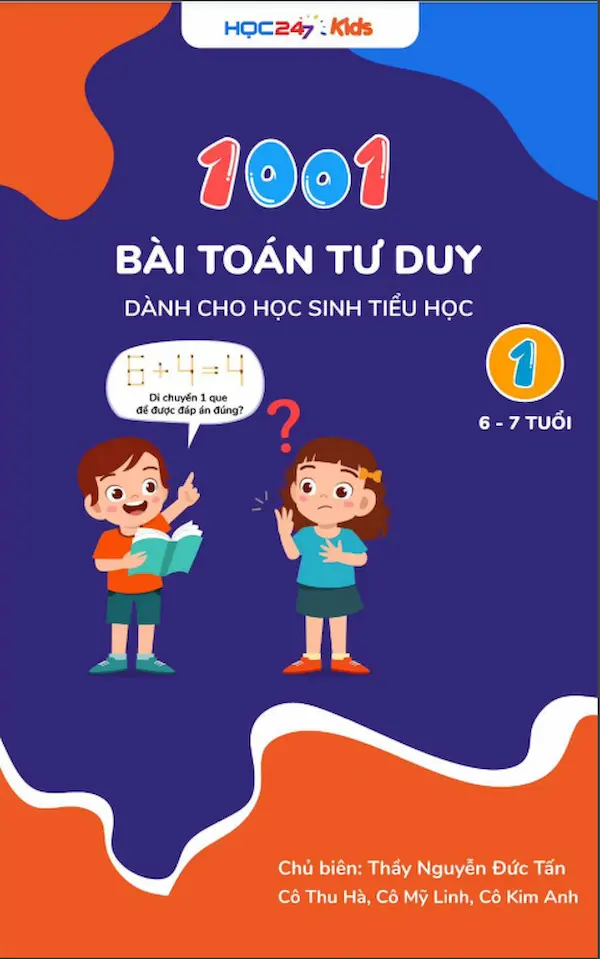 HỌC247 Kids
1001
BÀI TOÁN TƯ DUY
DÀNH CHO HỌC SINH TIỂU HỌC
6+4=4
Di chuyển 1 que
để được đáp án đúng?
?
1
6 - 7 TUỔI
Chủ biên: Thầy Nguyễn Đức Tấn
Cô Thu Hà, Cô Mỹ Linh, Cô Kim Anh